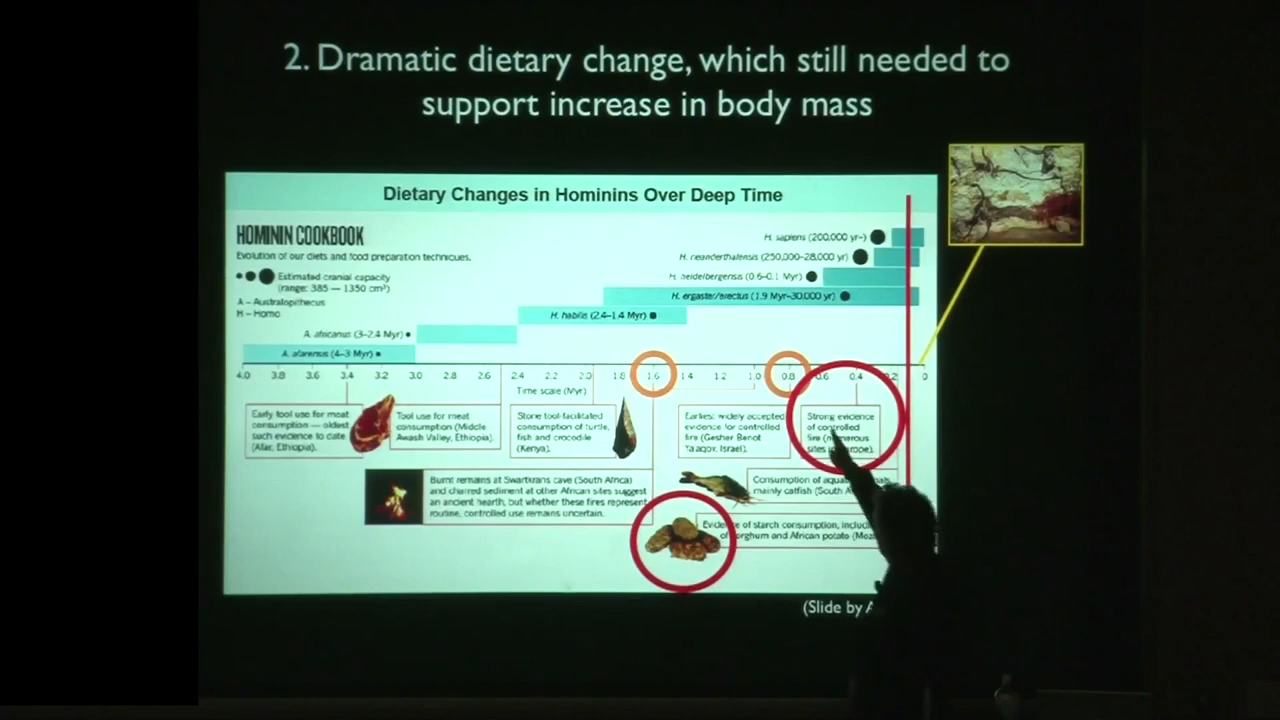 2. Dramatic dietary change, which still needed to
support increase in body mass
Dietary Changes in Hominins Over Deep Time
HOMININ COOKBOOK
Evolution of our diets and food preparation techniques.
Estimated cranial capacity
(range: 385 — 1350 cm³)
A – Australopithecus
H – Homo
H. sapiens (200,000 yr–)
H. neanderthalensis (250,000–28,000 yr)
H. heidelbergensis (0.6–0.1 Myr)
H. ergaster/erectus (1.9 Myr–30,000 yr)
H. habilis (2.4–1.4 Myr)
A. africanus (3–2.4 Myr)
A. afarensis (4–3 Myr)
4.0 3.8 3.6 3.4 3.2 3.0 2.8 2.6 2.4 2.2 2.0 1.8 1.6 1.4 1.2 1.0 0.8 0.6 0.4 0.2 0
Time scale (Myr)
Early tool use for meat
consumption — oldest
such evidence to date
(Afar, Ethiopia).
Tool use for meat
consumption (Middle
Awash Valley, Ethiopia).
Stone tool-facilitated
consumption of turtle,
fish and crocodile
(Kenya).
Earliest widely accepted
evidence for controlled
fire (Gesher Benot
Ya'aqov, Israel).
Strong evidence
of controlled
fire
sites
Burnt remains at Swartkrans cave (South Africa)
and charred sediment at other African sites suggest
an ancient hearth, but whether these fires represent
routine, controlled use remains uncertain.
Consumption of
mainly catfish (South
Evidence of starch consumption,
sorghum and African potato
(Slide by